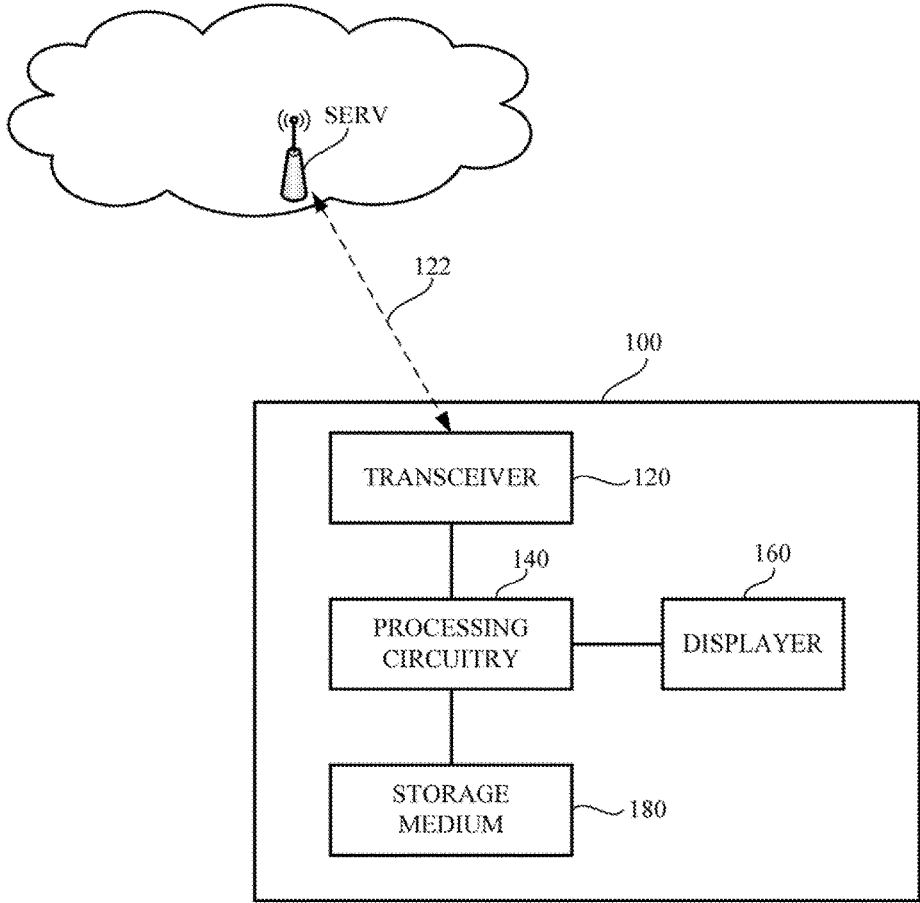 SERV
122
100
TRANSCEIVER
120
140
160
PROCESSING
CIRCUITRY
DISPLAYER
STORAGE
MEDIUM
180